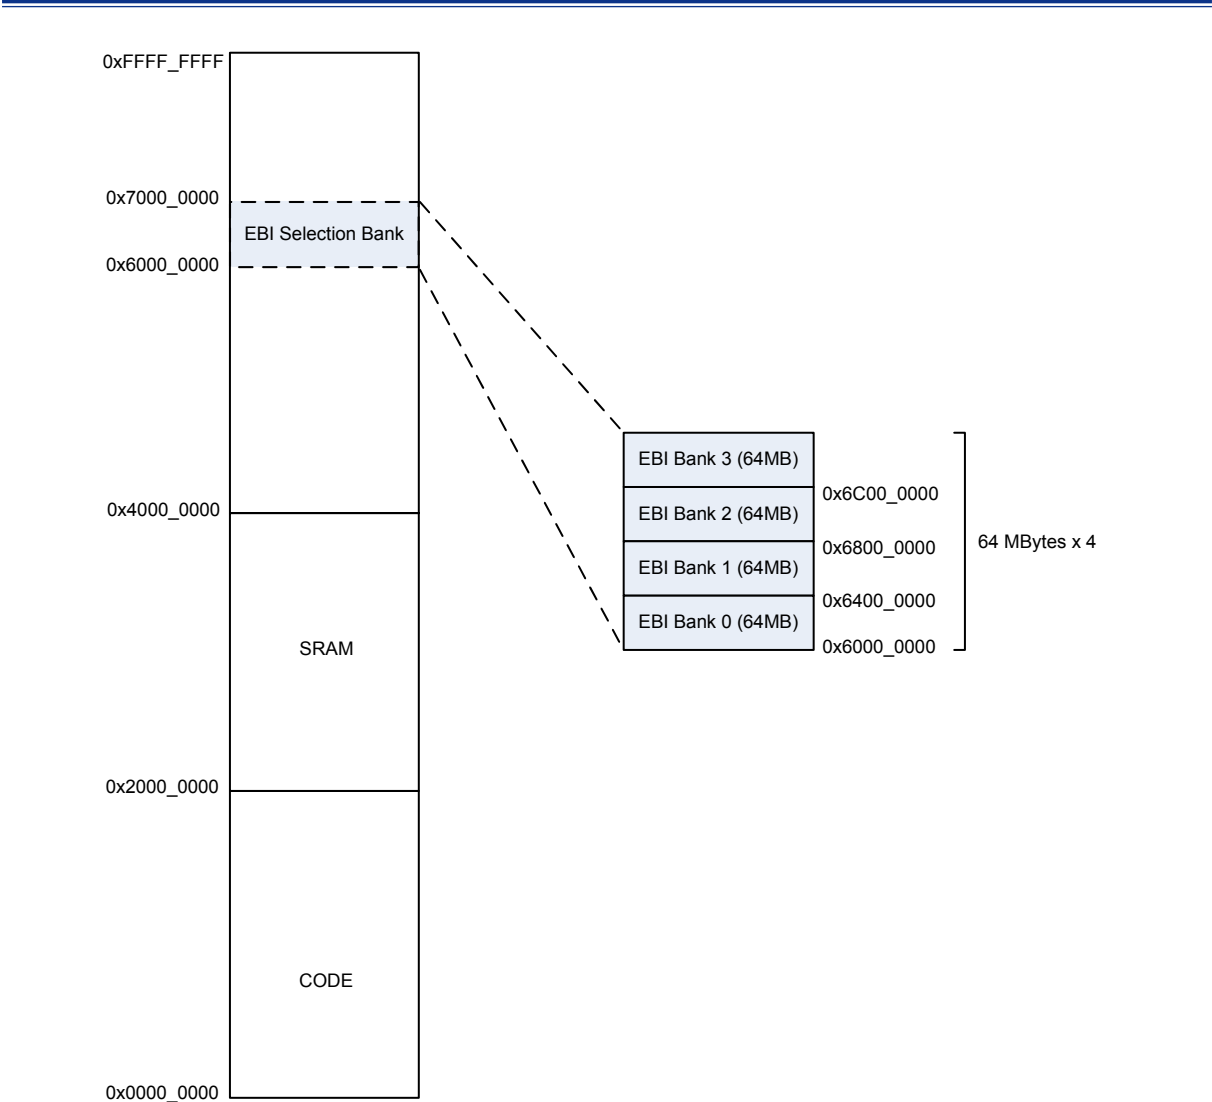 0xFFFF_FFFF
0x7000_0000
EBI Selection Bank
0x6000_0000
EBI Bank 3 (64MB)
0x6C00_0000
EBI Bank 2 (64MB)
0x4000_0000
64 MBytes x 4
0x6800_0000
EBI Bank 1 (64MB)
0x6400_0000
EBI Bank 0 (64MB)
0x6000_0000
SRAM
0x2000_0000
CODE
0x0000_0000